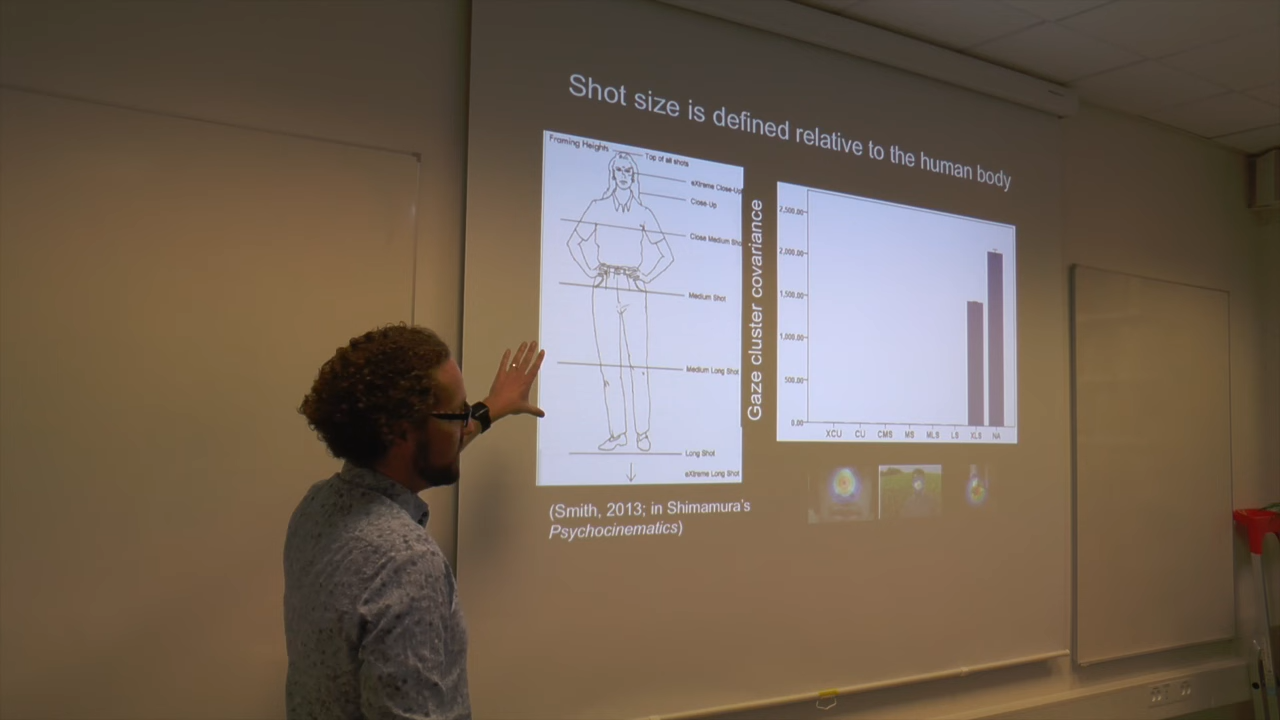 Shot size is defined relative to the human body
Framing Heights
Top of all shots
eXtreme Close-Up
Close-Up
Close Medium Sho
Medium Shot
Medium Long Shot
Long Shot
eXtreme Long Shot
(Smith, 2013; in Shimamura's
Psychocinematics)
Gaze cluster covariance
2,500.00
2,000.00
1,500.00
1,000.00
500.00
0.00
XCU CU CMS MS MLS LS XLS NA